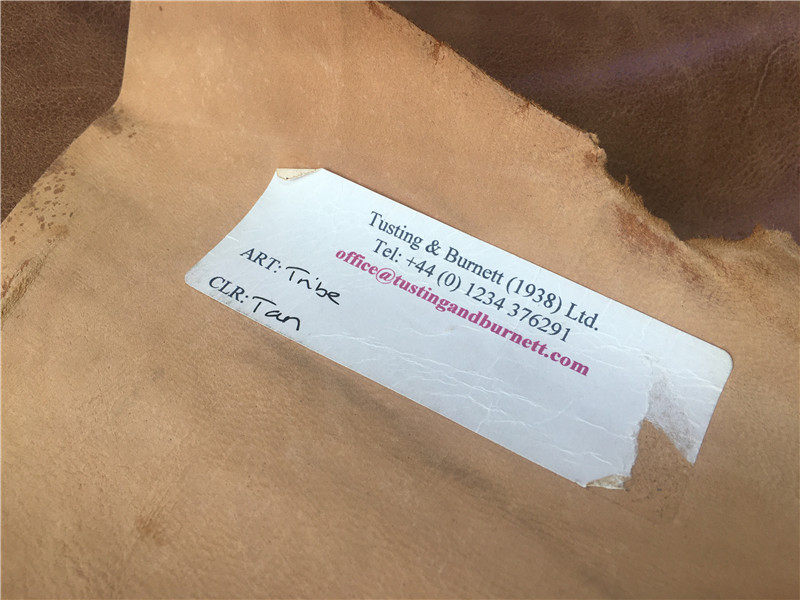 Tusting & Burnett (1938) Ltd.
Tel: +44 (0) 1234 376291
office@tustingandburnett.com
ART: Tribe
CLR: Tan